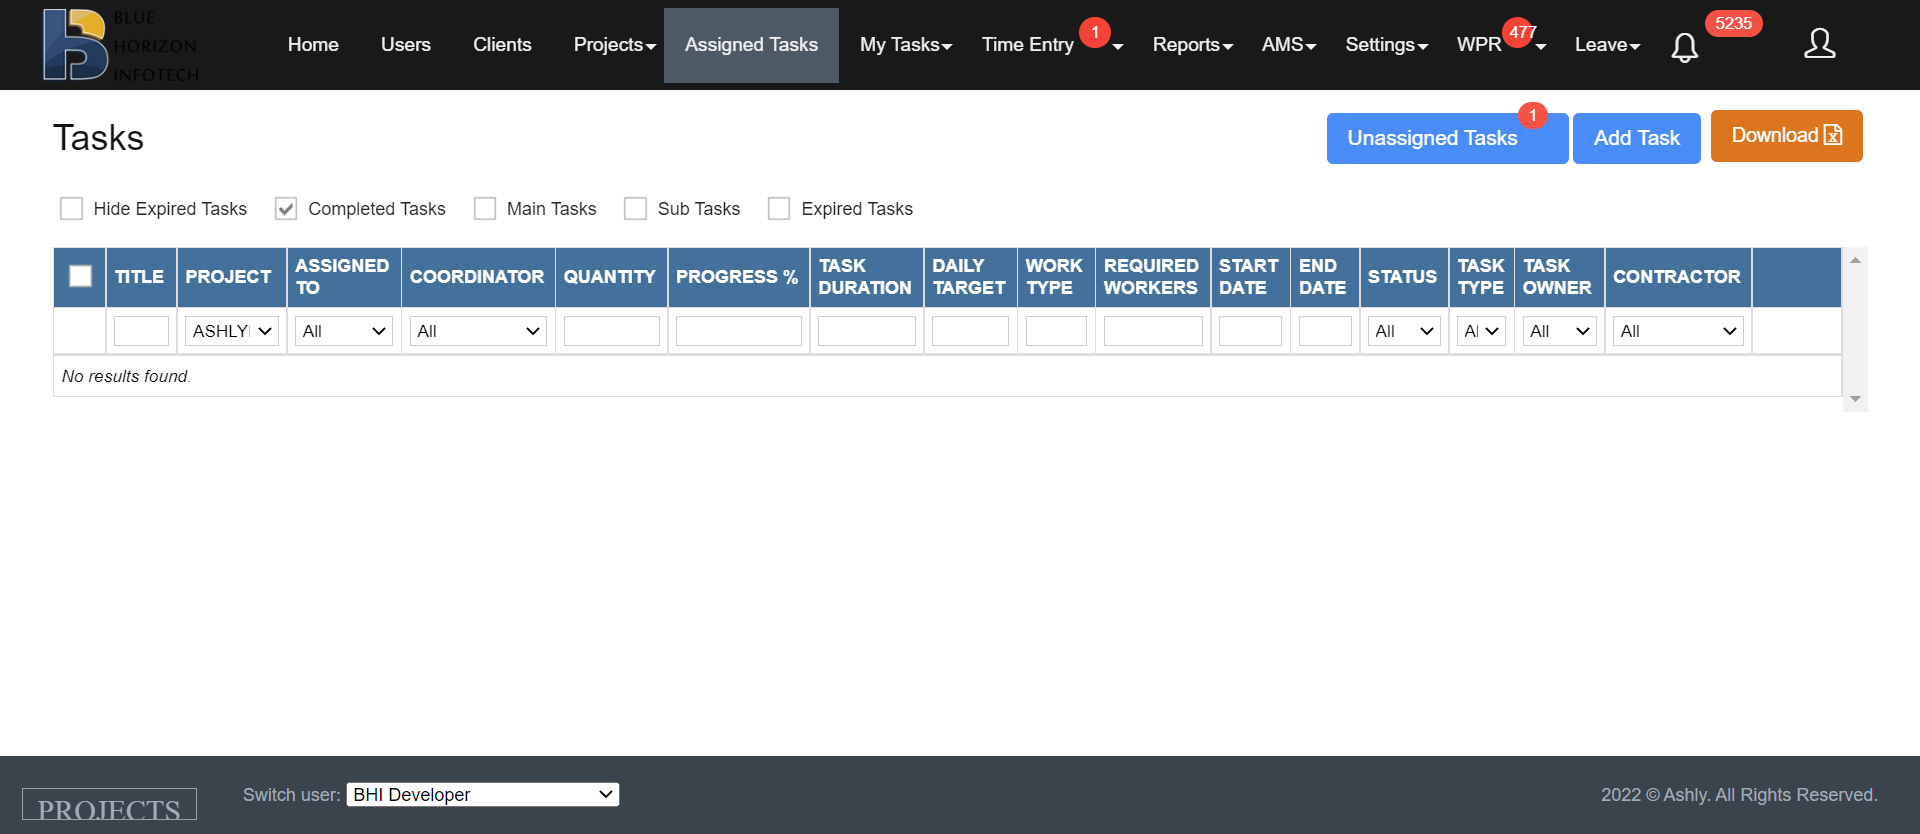 BLUE
HORIZON
INFOTECH
Home Users Clients Projects Assigned Tasks My Tasks Time Entry 1 Reports AMS Settings WPR 477 Leave 5235
Tasks
Unassigned Tasks 1 Add Task Download
Hide Expired Tasks Completed Tasks Main Tasks Sub Tasks Expired Tasks
TITLE PROJECT ASSIGNED TO COORDINATOR QUANTITY PROGRESS % TASK DURATION DAILY TARGET WORK TYPE REQUIRED WORKERS START DATE END DATE STATUS TASK TYPE TASK OWNER CONTRACTOR
ASHLY All All All Al All All
No results found.
PROJECTS Switch user: BHI Developer 2022 © Ashly. All Rights Reserved.